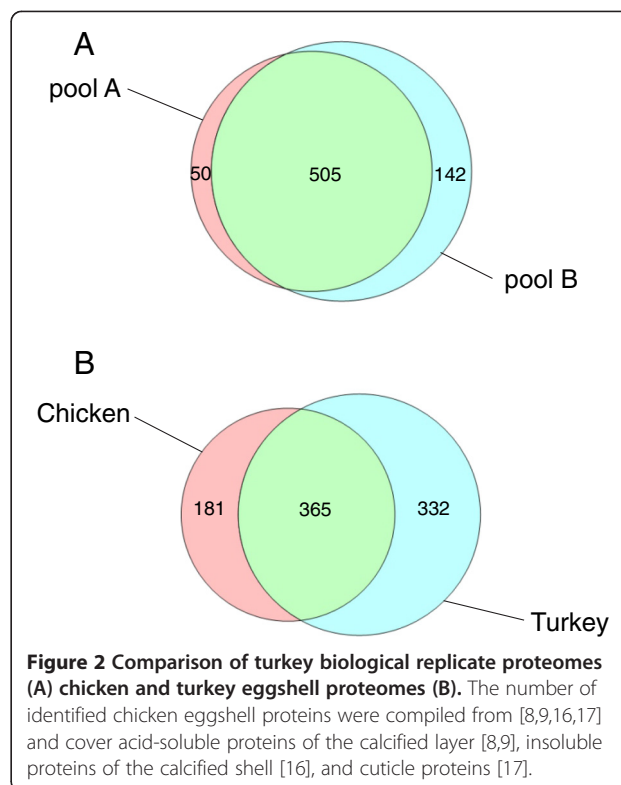 A
pool A
50
505
142
pool B
B
Chicken
181
365
332
Turkey
Figure 2 Comparison of turkey biological replicate proteomes
(A) chicken and turkey eggshell proteomes (B). The number of
identified chicken eggshell proteins were compiled from [8,9,16,17]
and cover acid-soluble proteins of the calcified layer [8,9], insoluble
proteins of the calcified shell [16], and cuticle proteins [17].